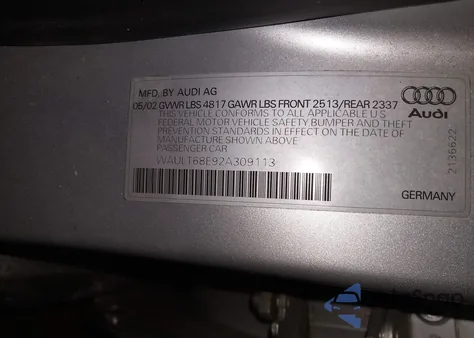 MFD. BY AUDI AG
05/02 GVWR LBS 4817 GAWR LBS FRONT 2513/REAR 2337
THIS VEHICLE CONFORMS TO ALL APPLICABLE U S
FEDERAL MOTOR VEHICLE SAFETY BUMPER AND THEFT
PREVENTION STANDARDS IN EFFECT ON THE DATE OF
MANUFACTURE SHOWN ABOVE
PASSENGER CAR
WAULT68E92A309113
GERMANY
Audi
2136622